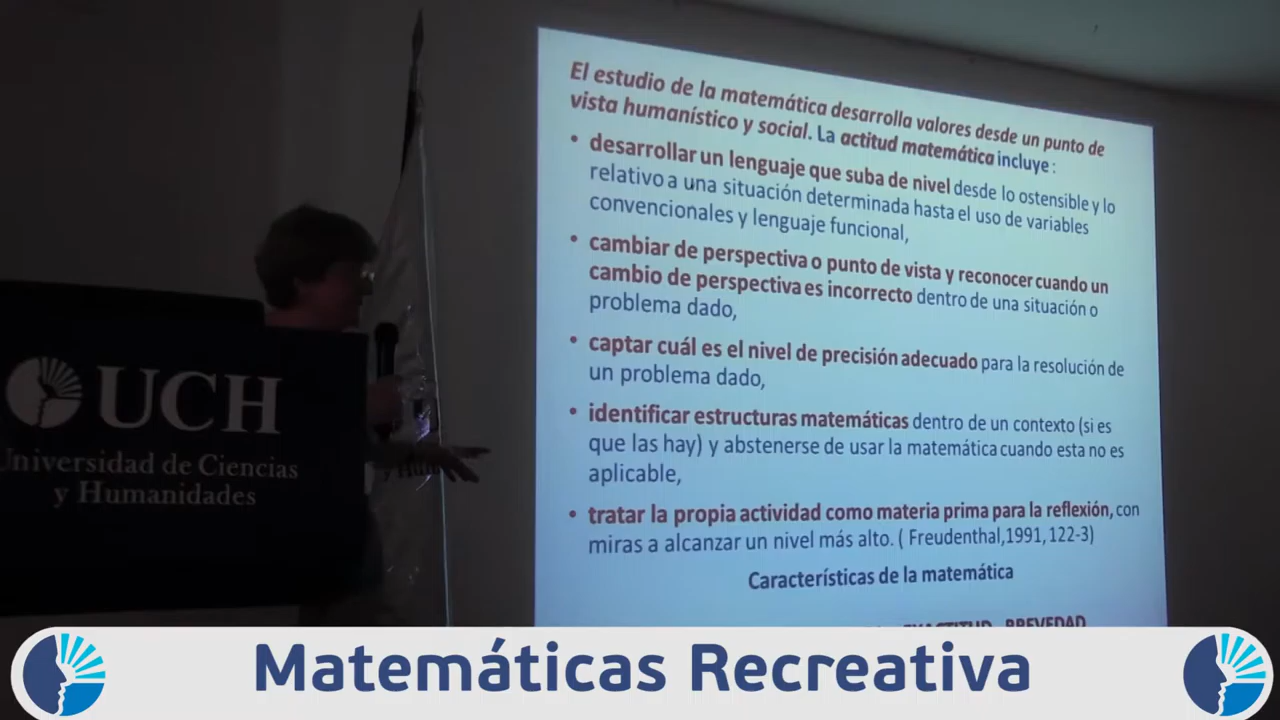 El estudio de la matemática desarrolla valores desde un punto de
vista humanístico y social. La actitud matemática incluye :
• desarrollar un lenguaje que suba de nivel desde lo ostensible y lo
relativo a una situación determinada hasta el uso de variables
convencionales y lenguaje funcional,
• cambiar de perspectiva o punto de vista y reconocer cuando un
cambio de perspectiva es incorrecto dentro de una situación o
problema dado,
• captar cuál es el nivel de precisión adecuado para la resolución de
un problema dado,
• identificar estructuras matemáticas dentro de un contexto (si es
que las hay) y abstenerse de usar la matemática cuando esta no es
aplicable,
• tratar la propia actividad como materia prima para la reflexión, con
miras a alcanzar un nivel más alto. ( Freudenthal,1991, 122-3)
Características de la matemática
EXACTITUD BREVEDAD
UCH
Universidad de Ciencias
y Humanidades
Matemáticas Recreativa